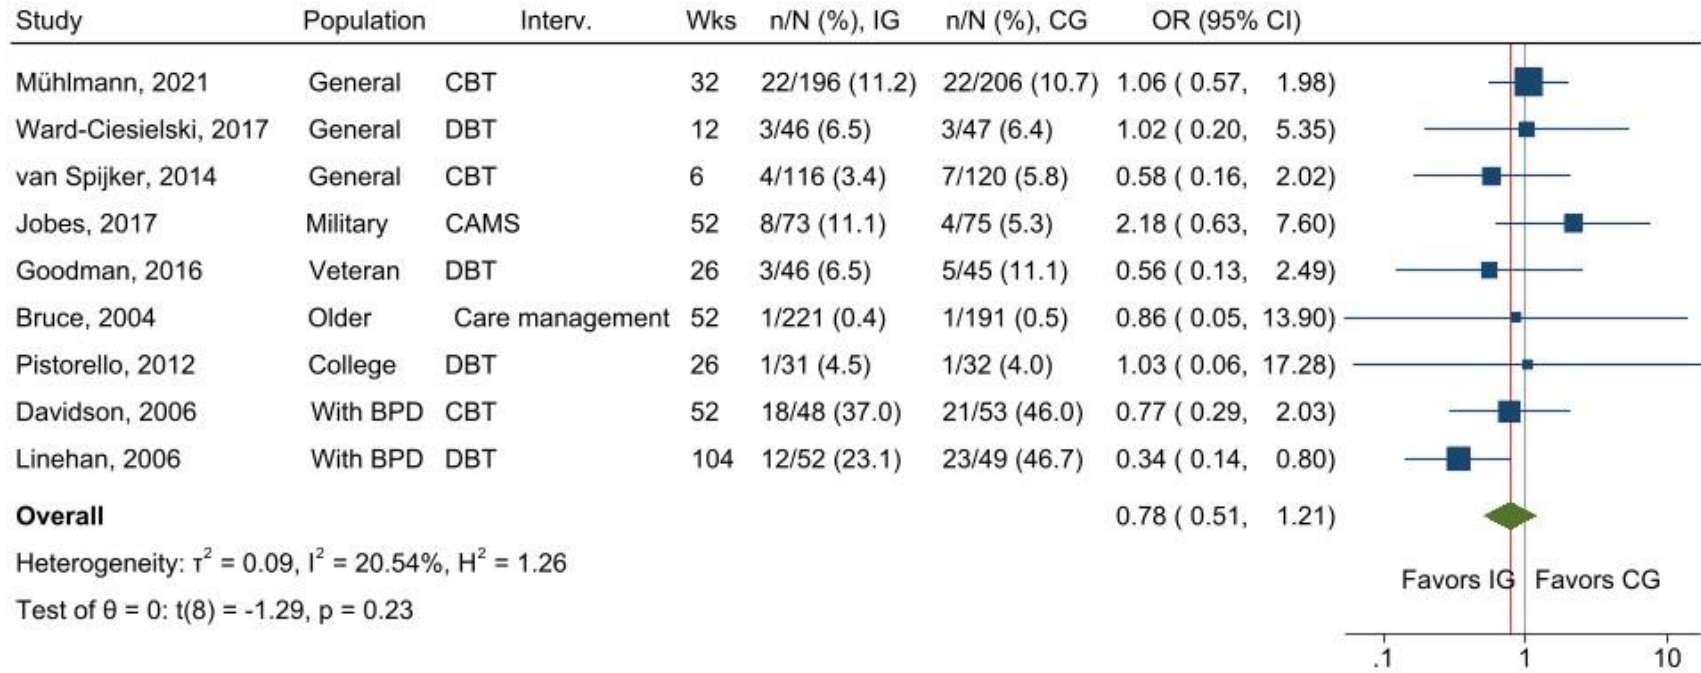 Study Population Interv. Wks n/N (%), IG n/N (%), CG OR (95% CI)
Mühlmann, 2021 General CBT 32 22/196 (11.2) 22/206 (10.7) 1.06 ( 0.57, 1.98)
Ward-Ciesielski, 2017 General DBT 12 3/46 (6.5) 3/47 (6.4) 1.02 ( 0.20, 5.35)
van Spijker, 2014 General CBT 6 4/116 (3.4) 7/120 (5.8) 0.58 ( 0.16, 2.02)
Jobes, 2017 Military CAMS 52 8/73 (11.1) 4/75 (5.3) 2.18 ( 0.63, 7.60)
Goodman, 2016 Veteran DBT 26 3/46 (6.5) 5/45 (11.1) 0.56 ( 0.13, 2.49)
Bruce, 2004 Older Care management 52 1/221 (0.4) 1/191 (0.5) 0.86 ( 0.05, 13.90)
Pistorello, 2012 College DBT 26 1/31 (4.5) 1/32 (4.0) 1.03 ( 0.06, 17.28)
Davidson, 2006 With BPD CBT 52 18/48 (37.0) 21/53 (46.0) 0.77 ( 0.29, 2.03)
Linehan, 2006 With BPD DBT 104 12/52 (23.1) 23/49 (46.7) 0.34 ( 0.14, 0.80)
Overall 0.78 ( 0.51, 1.21)
Heterogeneity: τ² = 0.09, I² = 20.54%, H² = 1.26
Favors IG Favors CG
Test of θ = 0: t(8) = -1.29, p = 0.23
.1 1 10